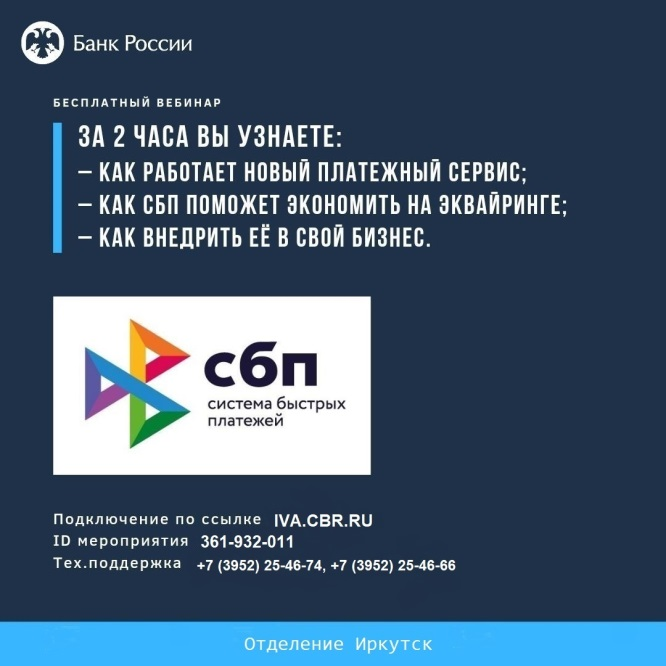 Банк России
БЕСПЛАТНЫЙ ВЕБИНАР
ЗА 2 ЧАСА ВЫ УЗНАЕТЕ:
– КАК РАБОТАЕТ НОВЫЙ ПЛАТЕЖНЫЙ СЕРВИС;
– КАК СБП ПОМОЖЕТ ЭКОНОМИТЬ НА ЭКВАЙРИНГЕ;
– КАК ВНЕДРИТЬ ЕЁ В СВОЙ БИЗНЕС.
сбп
система быстрых
платежей
Подключение по ссылке IVA.CBR.RU
ID мероприятия 361-932-011
Тех.поддержка +7 (3952) 25-46-74, +7 (3952) 25-46-66
Отделение Иркутск